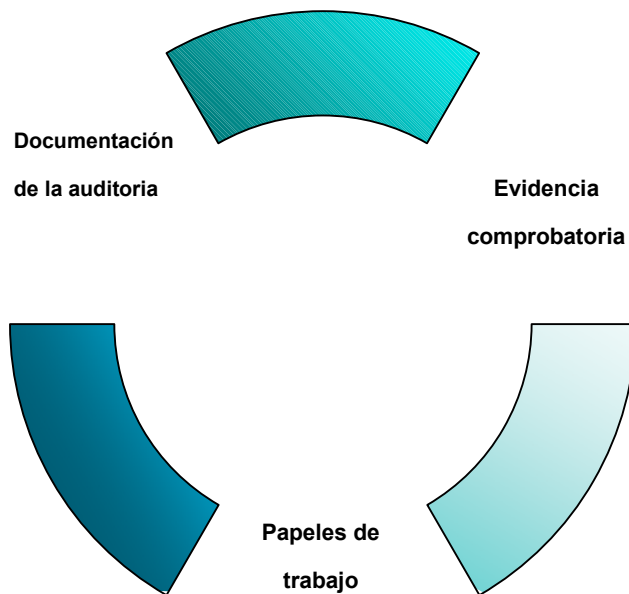 Documentación
de la auditoria
Evidencia
comprobatoria
Papeles de
trabajo